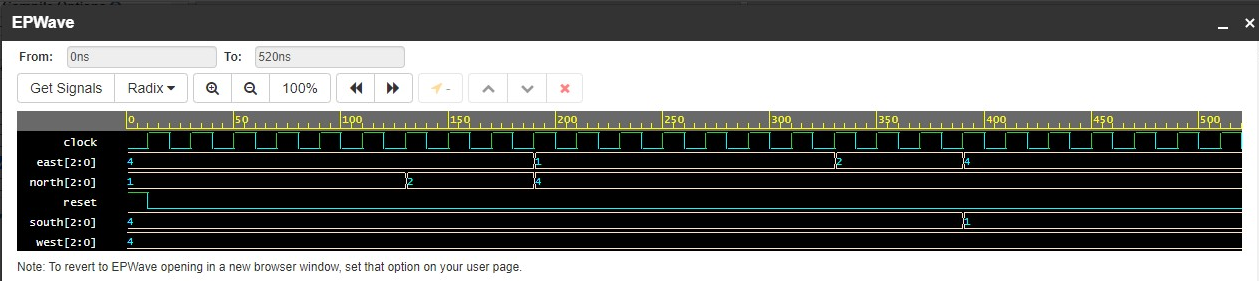 EPWave
From: 0ns To: 520ns
Get Signals Radix 100% -
0 50 100 150 200 250 300 350 400 450 500
clock
east[2:0] 4 1 2 4
north[2:0] 1 2 4
reset
south[2:0] 4 1
west[2:0] 4
Note: To revert to EPWave opening in a new browser window, set that option on your user page.